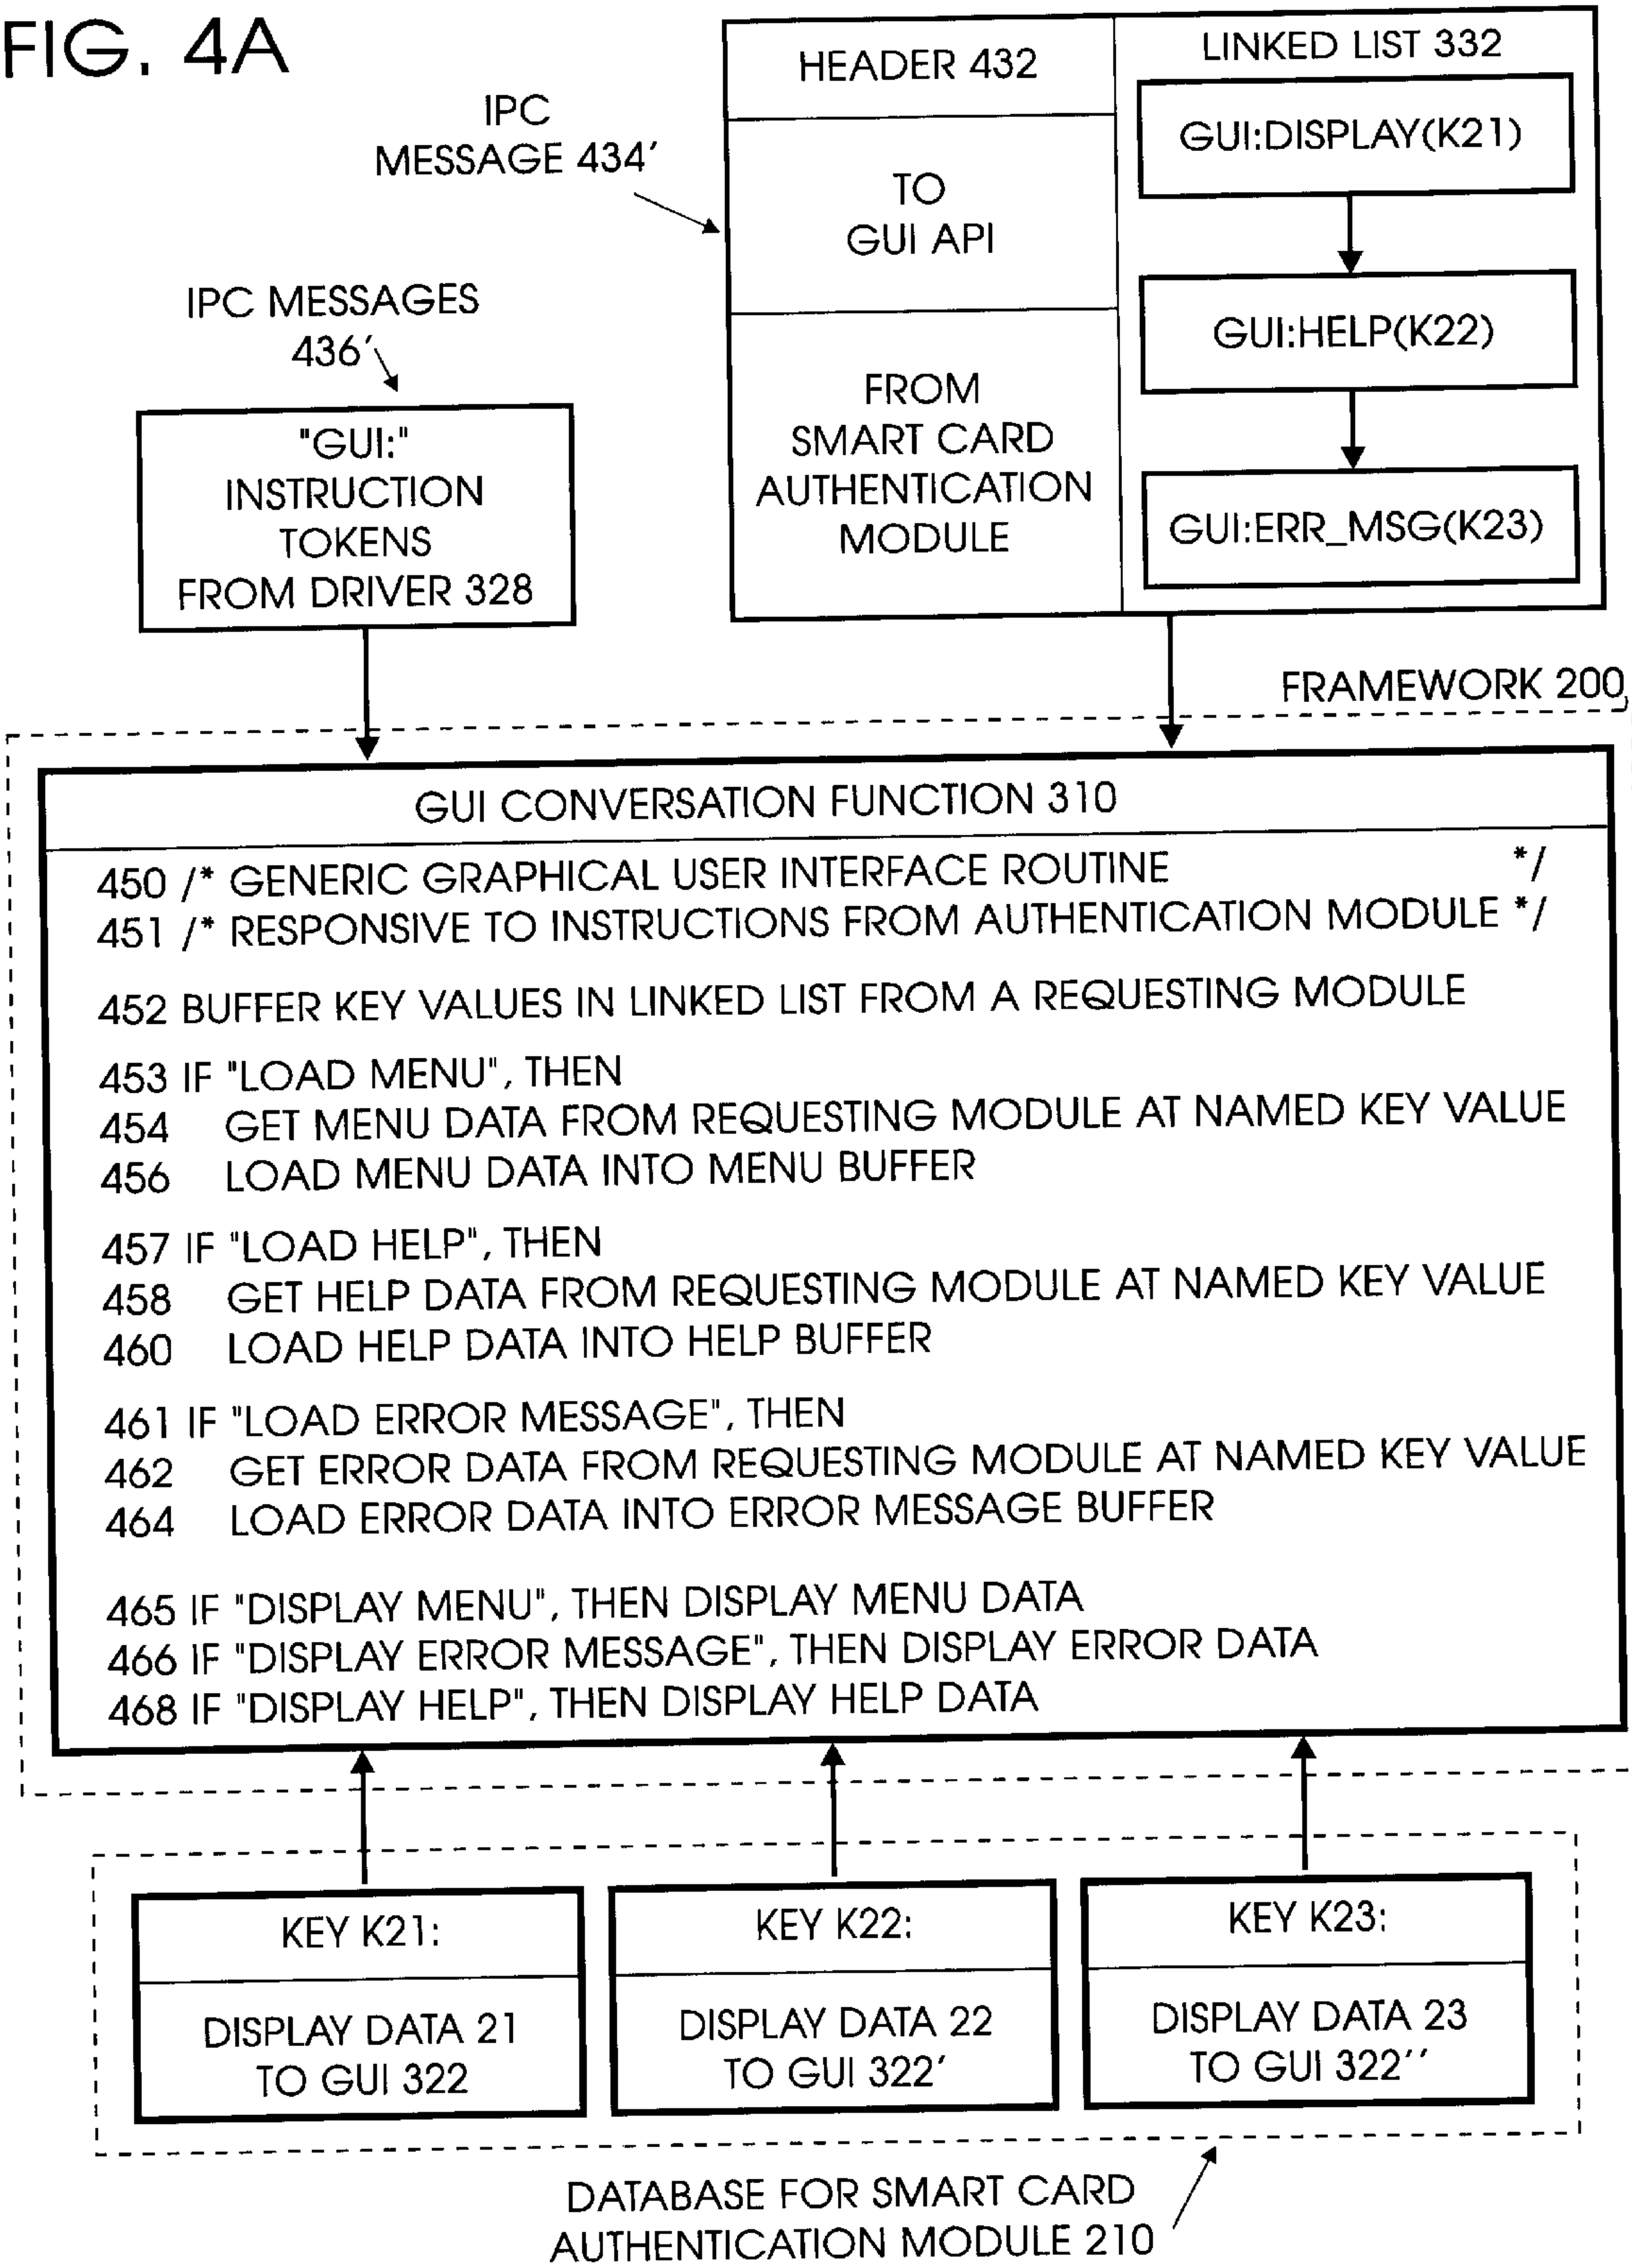 FIG. 4A
IPC
MESSAGE 434'
HEADER 432
TO
GUI API
FROM
SMART CARD
AUTHENTICATION
MODULE
LINKED LIST 332
GUI:DISPLAY(K21)
GUI:HELP(K22)
GUI:ERR_MSG(K23)
IPC MESSAGES
436'
"GUI:"
INSTRUCTION
TOKENS
FROM DRIVER 328
FRAMEWORK 200
GUI CONVERSATION FUNCTION 310
450 /* GENERIC GRAPHICAL USER INTERFACE ROUTINE */
451 /* RESPONSIVE TO INSTRUCTIONS FROM AUTHENTICATION MODULE */
452 BUFFER KEY VALUES IN LINKED LIST FROM A REQUESTING MODULE
453 IF "LOAD MENU", THEN
454 GET MENU DATA FROM REQUESTING MODULE AT NAMED KEY VALUE
456 LOAD MENU DATA INTO MENU BUFFER
457 IF "LOAD HELP", THEN
458 GET HELP DATA FROM REQUESTING MODULE AT NAMED KEY VALUE
460 LOAD HELP DATA INTO HELP BUFFER
461 IF "LOAD ERROR MESSAGE", THEN
462 GET ERROR DATA FROM REQUESTING MODULE AT NAMED KEY VALUE
464 LOAD ERROR DATA INTO ERROR MESSAGE BUFFER
465 IF "DISPLAY MENU", THEN DISPLAY MENU DATA
466 IF "DISPLAY ERROR MESSAGE", THEN DISPLAY ERROR DATA
468 IF "DISPLAY HELP", THEN DISPLAY HELP DATA
KEY K21:
DISPLAY DATA 21
TO GUI 322
KEY K22:
DISPLAY DATA 22
TO GUI 322'
KEY K23:
DISPLAY DATA 23
TO GUI 322''
DATABASE FOR SMART CARD
AUTHENTICATION MODULE 210